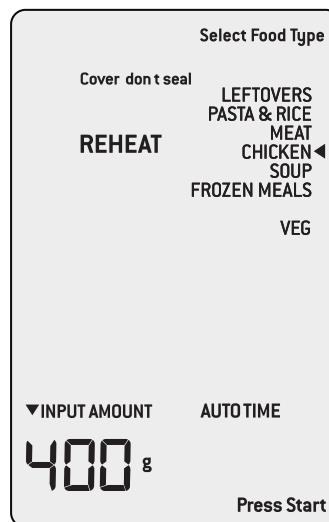 Select Food Type
Cover don t seal
LEFTOVERS
PASTA & RICE
MEAT
REHEAT
CHICKEN◀
SOUP
FROZEN MEALS
VEG
▼INPUT AMOUNT AUTO TIME
400 g
Press Start